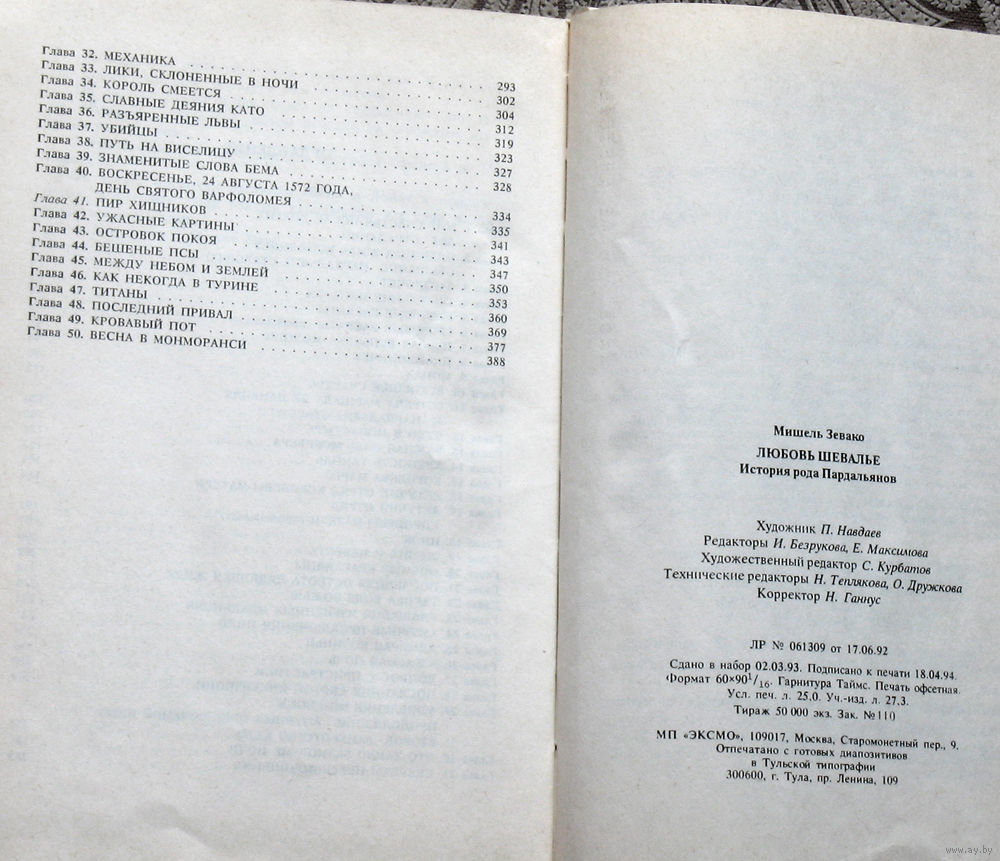 Глава 32. МЕХАНИКА . . . . . . . . . . . . . . . . . . . . 293
Глава 33. ЛИКИ, СКЛОНЕННЫЕ В НОЧИ . . . . . . . . . . . . 302
Глава 34. КОРОЛЬ СМЕЕТСЯ . . . . . . . . . . . . . . . . . 304
Глава 35. СЛАВНЫЕ ДЕЯНИЯ КАТО . . . . . . . . . . . . . . 312
Глава 36. РАЗЪЯРЕННЫЕ ЛЬВЫ . . . . . . . . . . . . . . . . 319
Глава 37. УБИЙЦЫ . . . . . . . . . . . . . . . . . . . . . 323
Глава 38. ПУТЬ НА ВИСЕЛИЦУ . . . . . . . . . . . . . . . . 327
Глава 39. ЗНАМЕНИТЫЕ СЛОВА БЕМА . . . . . . . . . . . . . 328
Глава 40. ВОСКРЕСЕНЬЕ, 24 АВГУСТА 1572 ГОДА,
ДЕНЬ СВЯТОГО ВАРФОЛОМЕЯ . . . . . . . . . . . . . 334
Глава 41. ПИР ХИЩНИКОВ . . . . . . . . . . . . . . . . . . 335
Глава 42. УЖАСНЫЕ КАРТИНЫ . . . . . . . . . . . . . . . . 341
Глава 43. ОСТРОВОК ПОКОЯ . . . . . . . . . . . . . . . . . 343
Глава 44. БЕШЕНЫЕ ПСЫ . . . . . . . . . . . . . . . . . . 347
Глава 45. МЕЖДУ НЕБОМ И ЗЕМЛЕЙ . . . . . . . . . . . . . . 350
Глава 46. КАК НЕКОГДА В ТУРИНЕ . . . . . . . . . . . . . . 353
Глава 47. ТИТАНЫ . . . . . . . . . . . . . . . . . . . . . 360
Глава 48. ПОСЛЕДНИЙ ПРИВАЛ . . . . . . . . . . . . . . . . 369
Глава 49. КРОВАВЫЙ ПОТ . . . . . . . . . . . . . . . . . . 377
Глава 50. ВЕСНА В МОНМОРАНСИ . . . . . . . . . . . . . . . 388
Мишель Зевако
ЛЮБОВЬ ШЕВАЛЬЕ
История рода Пардальянов
Художник П. Навдаев
Редакторы И. Безрукова, Е. Максимова
Художественный редактор С. Курбатов
Технические редакторы Н. Теплякова, О. Дружкова
Корректор Н. Ганнус
ЛР № 061309 от 17.06.92
Сдано в набор 02.03.93. Подписано к печати 18.04.94.
Формат 60×90 1/16. Гарнитура Таймс. Печать офсетная.
Усл. печ. л. 25,0. Уч.-изд. л. 27,3.
Тираж 50 000 экз. Зак. №110
МП «ЭКСМО», 109017, Москва, Старомонетный пер., 9.
Отпечатано с готовых диапозитивов
в Тульской типографии
300600, г. Тула, пр. Ленина, 109
www.ay.by